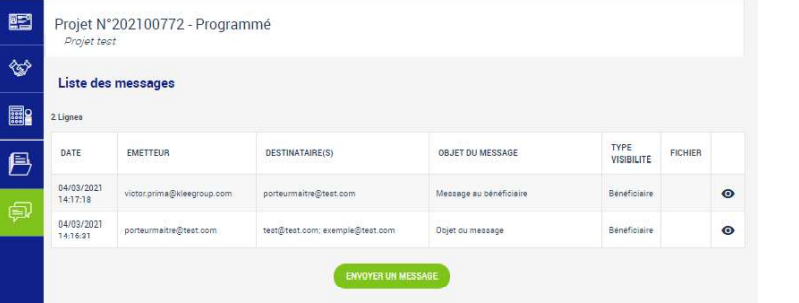 Projet N°202100772 - Programmé
Projet test
Liste des messages
2 Lignes
DATE EMETTEUR DESTINATAIRE(S) OBJET DU MESSAGE TYPE VISIBILITÉ FICHIER
04/03/2021 14:17:18 victor.prima@kleegroup.com porteurmaitre@test.com Message au bénéficiaire Bénéficiaire
04/03/2021 14:16:31 porteurmaitre@test.com test@test.com; exemple@test.com Objet du message Bénéficiaire
ENVOYER UN MESSAGE